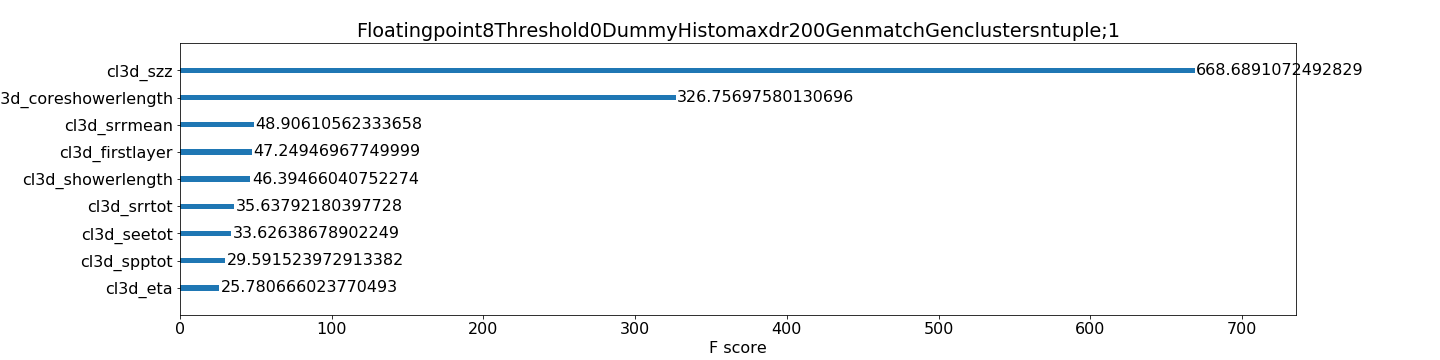 Floatingpoint8Threshold0DummyHistomaxdr200GenmatchGenclustersntuple;1
cl3d_szz 668.6891072492829
3d_coreshowerlength 326.75697580130696
cl3d_srrmean 48.90610562333658
cl3d_firstlayer 47.24946967749999
cl3d_showerlength 46.39466040752274
cl3d_srrtot 35.63792180397728
cl3d_seetot 33.62638678902249
cl3d_spptot 29.591523972913382
cl3d_eta 25.780666023770493
0 100 200 300 400 500 600 700
F score